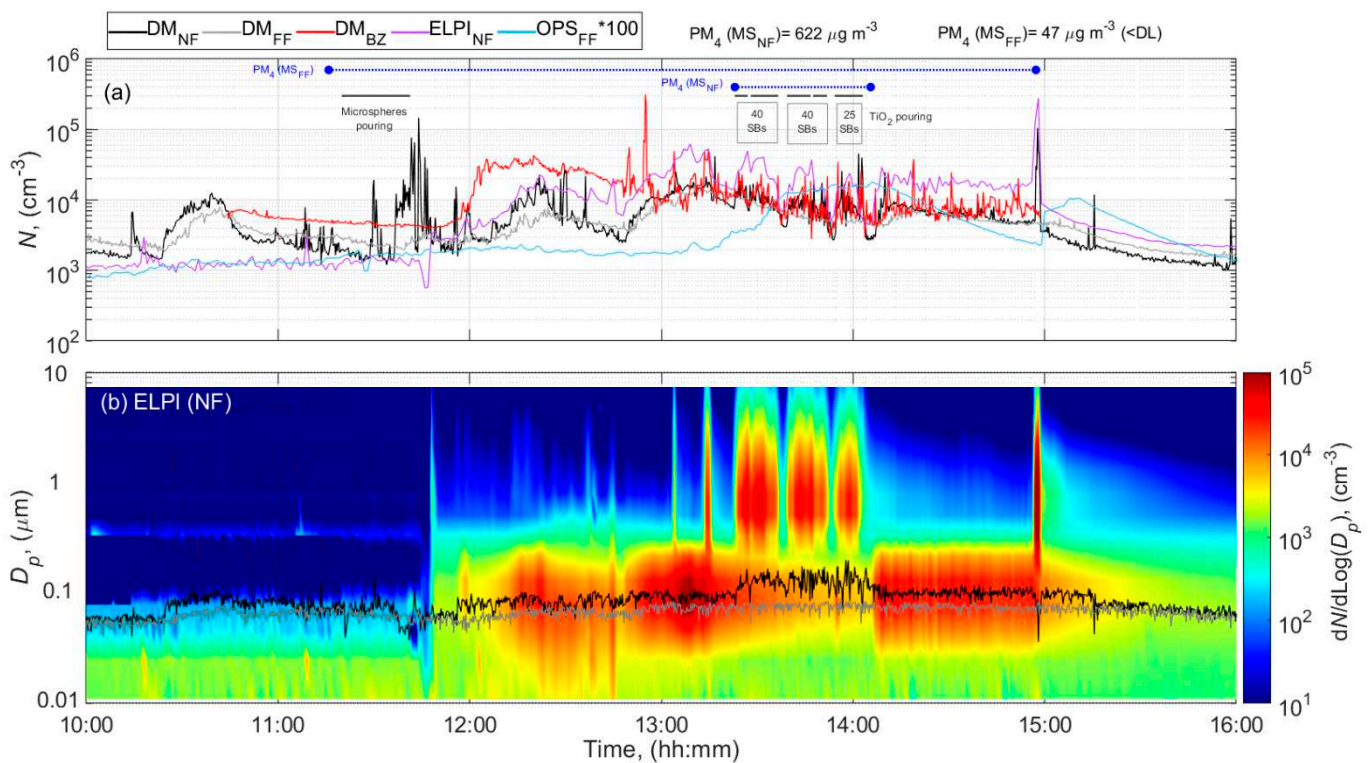 DM_NF DM_FF DM_BZ ELPI_NF OPS_FF*100
PM_4 (MS_NF)= 622 μg m^-3
PM_4 (MS_FF)= 47 μg m^-3 (<DL)
10^6
10^5
10^4
10^3
10^2
N, (cm^-3)
(a)
PM_4 (MS_FF)
PM_4 (MS_NF)
Microspheres
pouring
40
SBs
40
SBs
25
SBs
TiO_2 pouring
10
1
0.1
0.01
D_p, (μm)
(b) ELPI (NF)
10:00 11:00 12:00 13:00 14:00 15:00 16:00
Time, (hh:mm)
10^5
10^4
10^3
10^2
10^1
dN/dLog(D_p), (cm^-3)